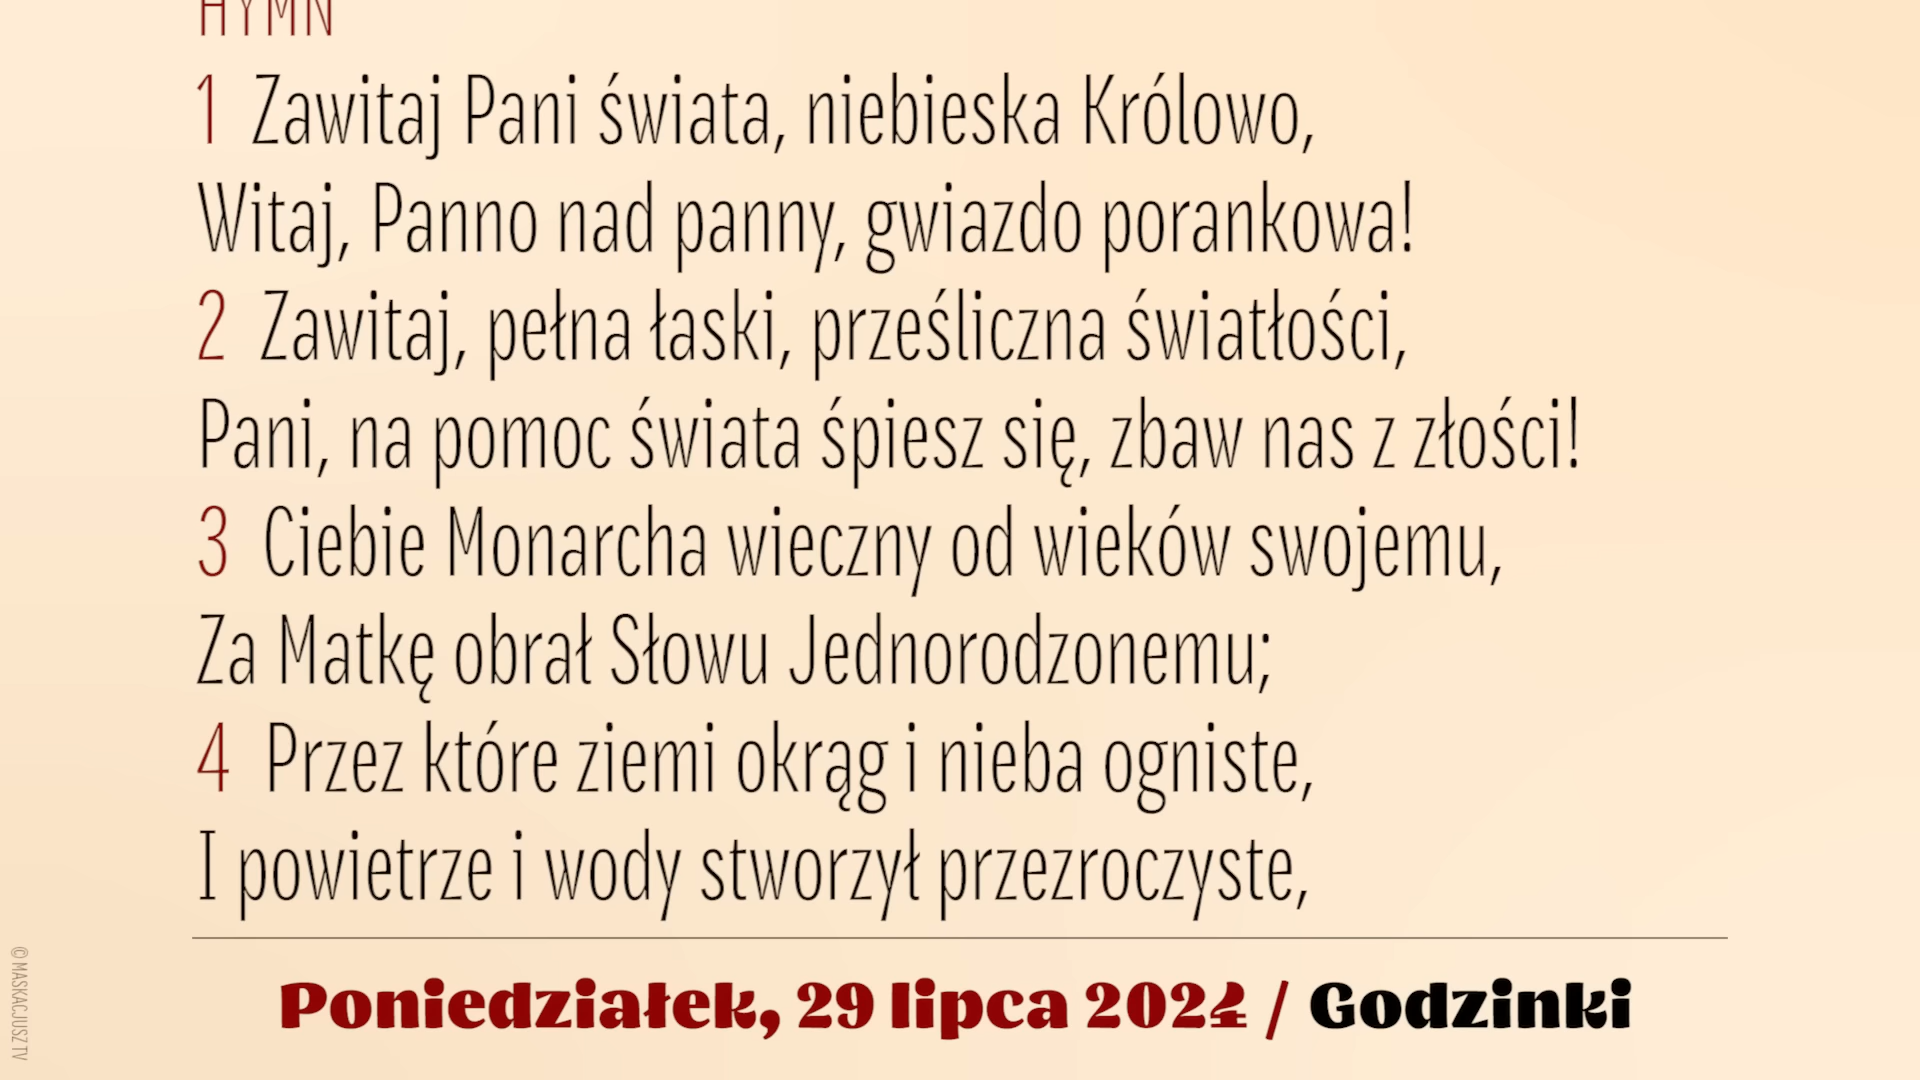 HYMN
1 Zawitaj Pani świata, niebieska Królowo,
Witaj, Panno nad panny, gwiazdo porankowa!
2 Zawitaj, pełna łaski, prześliczna światłości,
Pani, na pomoc świata śpiesz się, zbaw nas z złości!
3 Ciebie Monarcha wieczny od wieków swojemu,
Za Matkę obrał Słowu Jednorodzonemu;
4 Przez które ziemi okrąg i nieba ogniste,
I powietrze i wody stworzył przezroczyste,
Poniedziałek, 29 lipca 2024 / Godzinki
© MASKACJUSZ TV